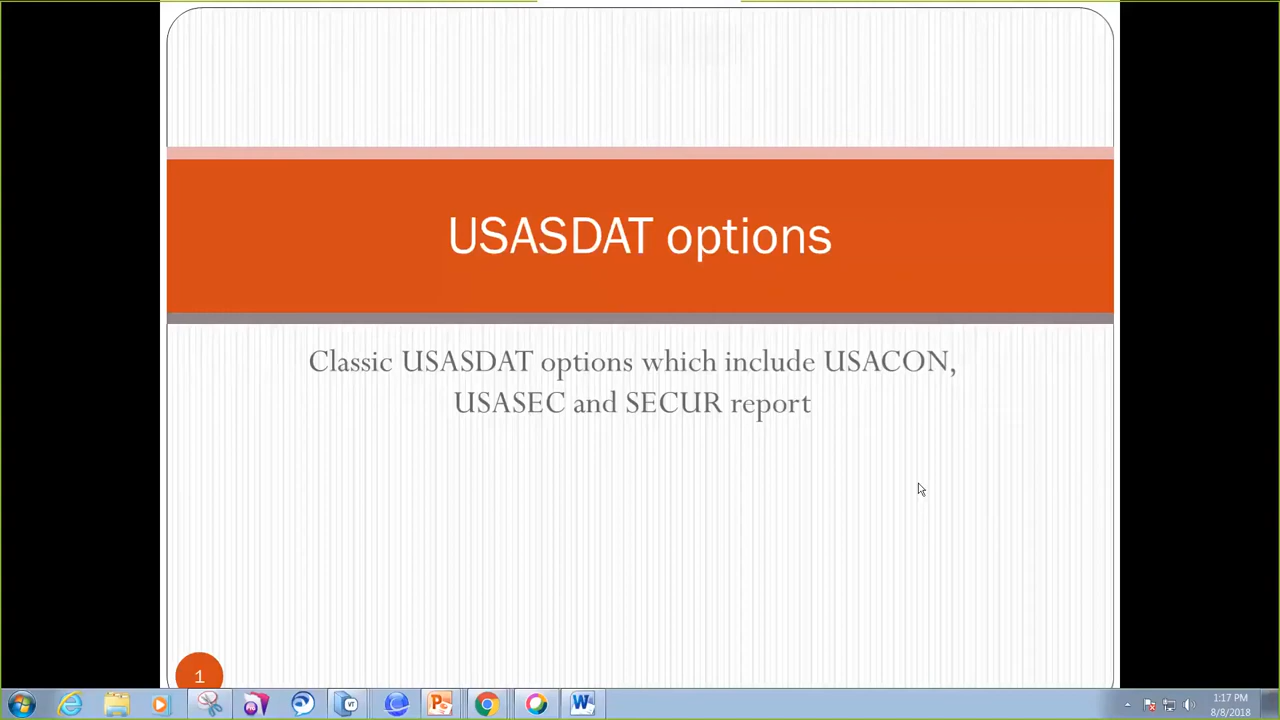 USASDAT options
Classic USASDAT options which include USACON,
USASEC and SECUR report
1
VT
1:17 PM
8/8/2018